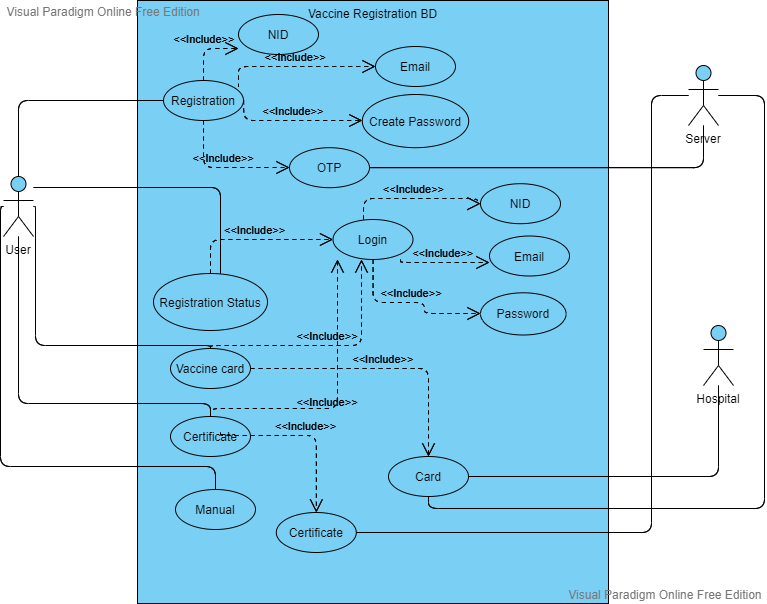 Visual Paradigm Online Free Edition
Vaccine Registration BD
NID
<<Include>>
<<Include>>
Email
Registration
<<Include>>
Create Password
Server
<<Include>>
OTP
<<Include>>
NID
User
<<Include>>
Login
<<Include>>
Email
<<Include>>
Registration Status
Password
<<Include>>
Vaccine card
<<Include>>
Hospital
<<Include>>
<<Include>>
Certificate
Card
Manual
Certificate
Visual Paradigm Online Free Edition